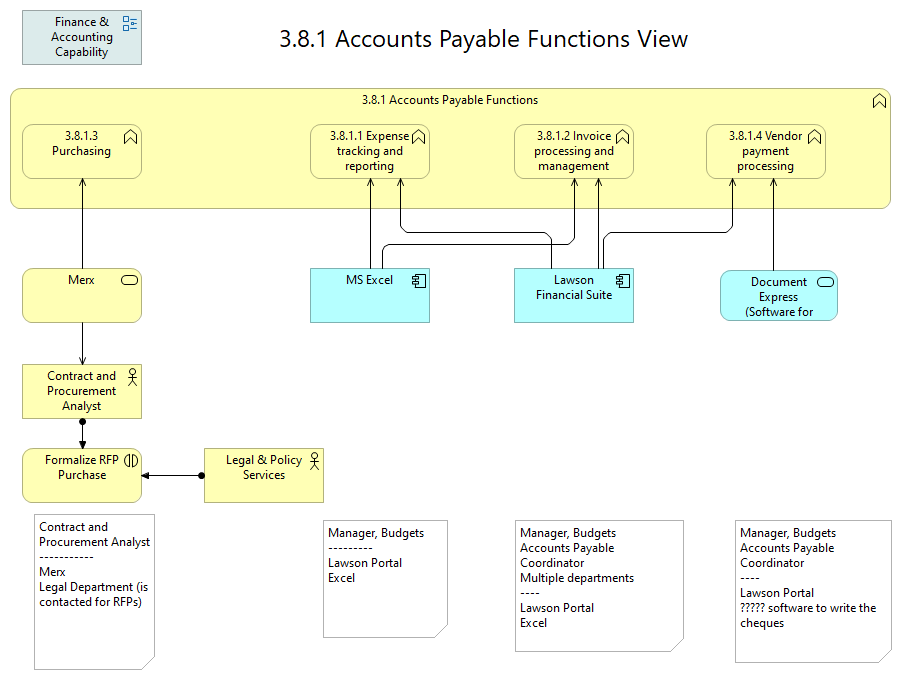 Finance &
Accounting
Capability
3.8.1 Accounts Payable Functions View
3.8.1 Accounts Payable Functions
3.8.1.3
Purchasing
3.8.1.1 Expense
tracking and
reporting
3.8.1.2 Invoice
processing and
management
3.8.1.4 Vendor
payment
processing
Merx
MS Excel
Lawson
Financial Suite
Document
Express
(Software for
Contract and
Procurement
Analyst
Formalize RFP
Purchase
Legal & Policy
Services
Contract and
Procurement Analyst
-----------
Merx
Legal Department (is
contacted for RFPs)
Manager, Budgets
---------
Lawson Portal
Excel
Manager, Budgets
Accounts Payable
Coordinator
Multiple departments
----
Lawson Portal
Excel
Manager, Budgets
Accounts Payable
Coordinator
----
Lawson Portal
????? software to write the
cheques